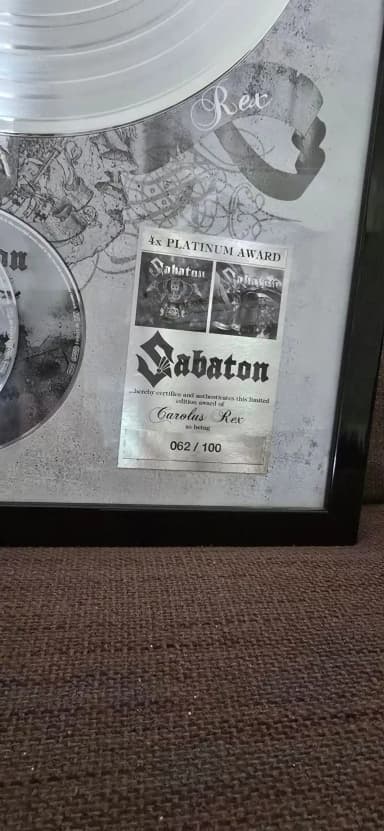 Rex
4x PLATINUM AWARD
Sabaton Sabaton
Sabaton
...hereby certifies and authenticates this limited
edition award of
Carolus Rex
as being
062 / 100